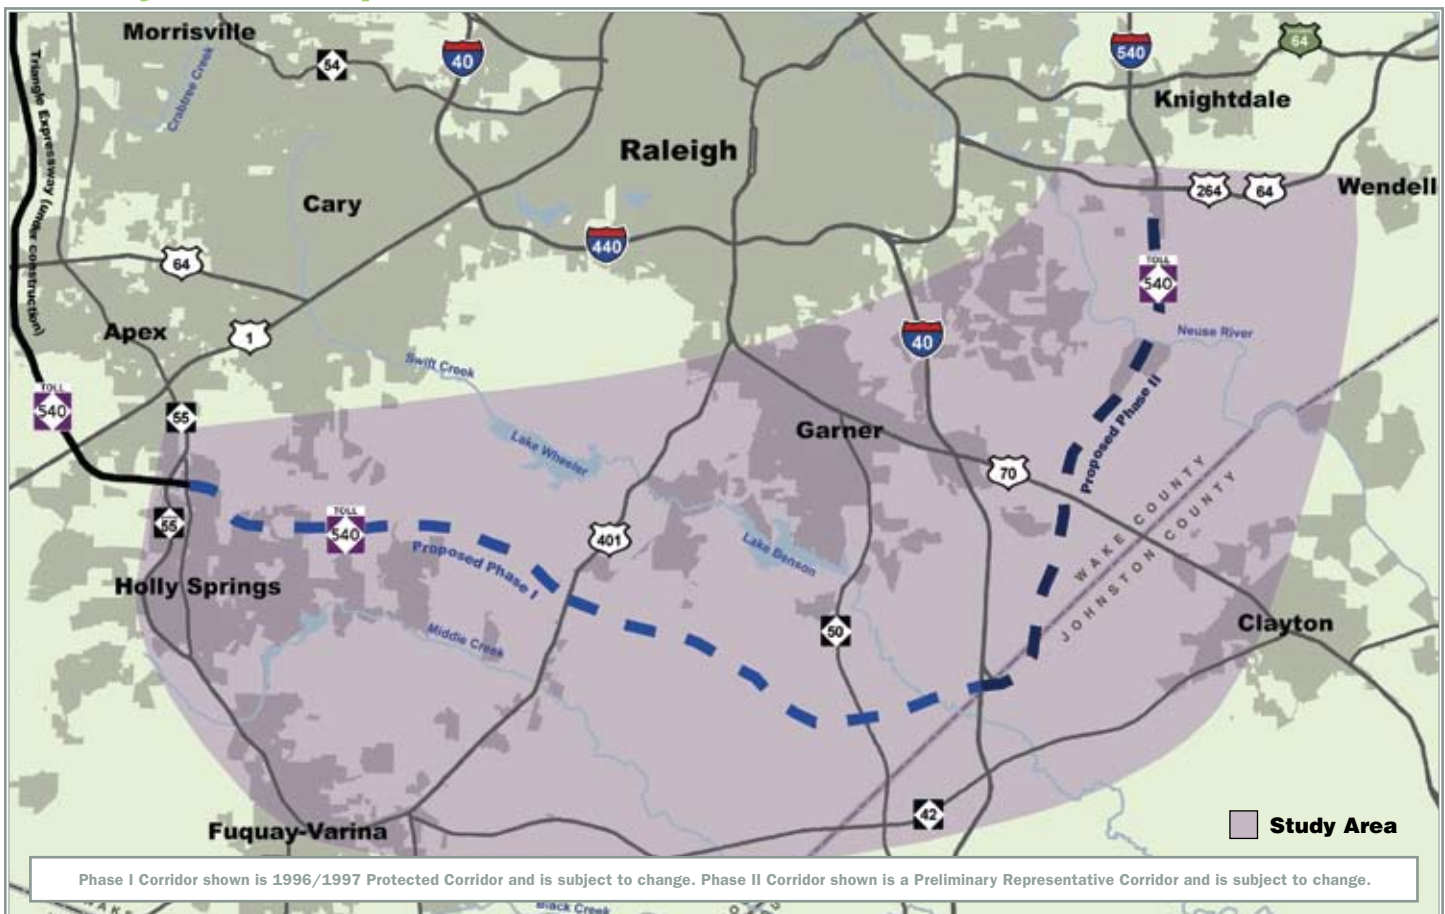 Morrisville
54
40
540
64
Knightdale
Crabtree Creek
Triangle Expressway (under construction)
Raleigh
Cary
264
64
Wendell
440
64
TOLL
540
Apex
1
40
Neuse River
Swift Creek
TOLL
540
55
Garner
Proposed Phase II
Lake Wheeler
70
WAKE COUNTY
JOHNSTON COUNTY
55
TOLL
55
540
401
Proposed Phase I
Lake Benson
Holly Springs
50
Clayton
Middle Creek
42
Study Area
Fuquay-Varina
Phase I Corridor shown is 1996/1997 Protected Corridor and is subject to change. Phase II Corridor shown is a Preliminary Representative Corridor and is subject to change.
Black Creek